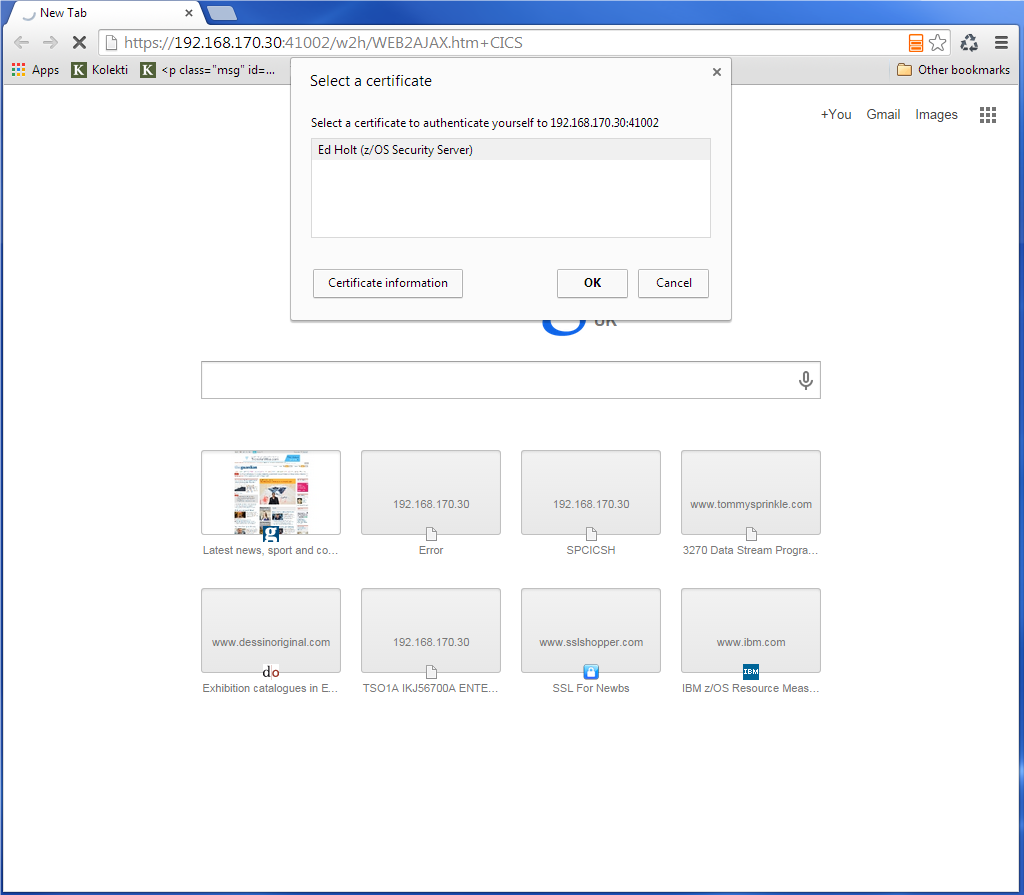 New Tab
https://192.168.170.30:41002/w2h/WEB2AJAX.htm+CICS
Apps
K Kolekti
K <p class="msg" id=...
Other bookmarks
Select a certificate
Select a certificate to authenticate yourself to 192.168.170.30:41002
Ed Holt (z/OS Security Server)
Certificate information
OK
Cancel
+You
Gmail
Images
UK
192.168.170.30
192.168.170.30
www.tommysprinkle.com
g
Latest news, sport and co...
Error
SPCICSH
3270 Data Stream Progra...
www.dessinoriginal.com
192.168.170.30
www.sslshopper.com
www.ibm.com
do
IBM
Exhibition catalogues in E...
TSO1A IKJ56700A ENTE...
SSL For Newbs
IBM z/OS Resource Meas...